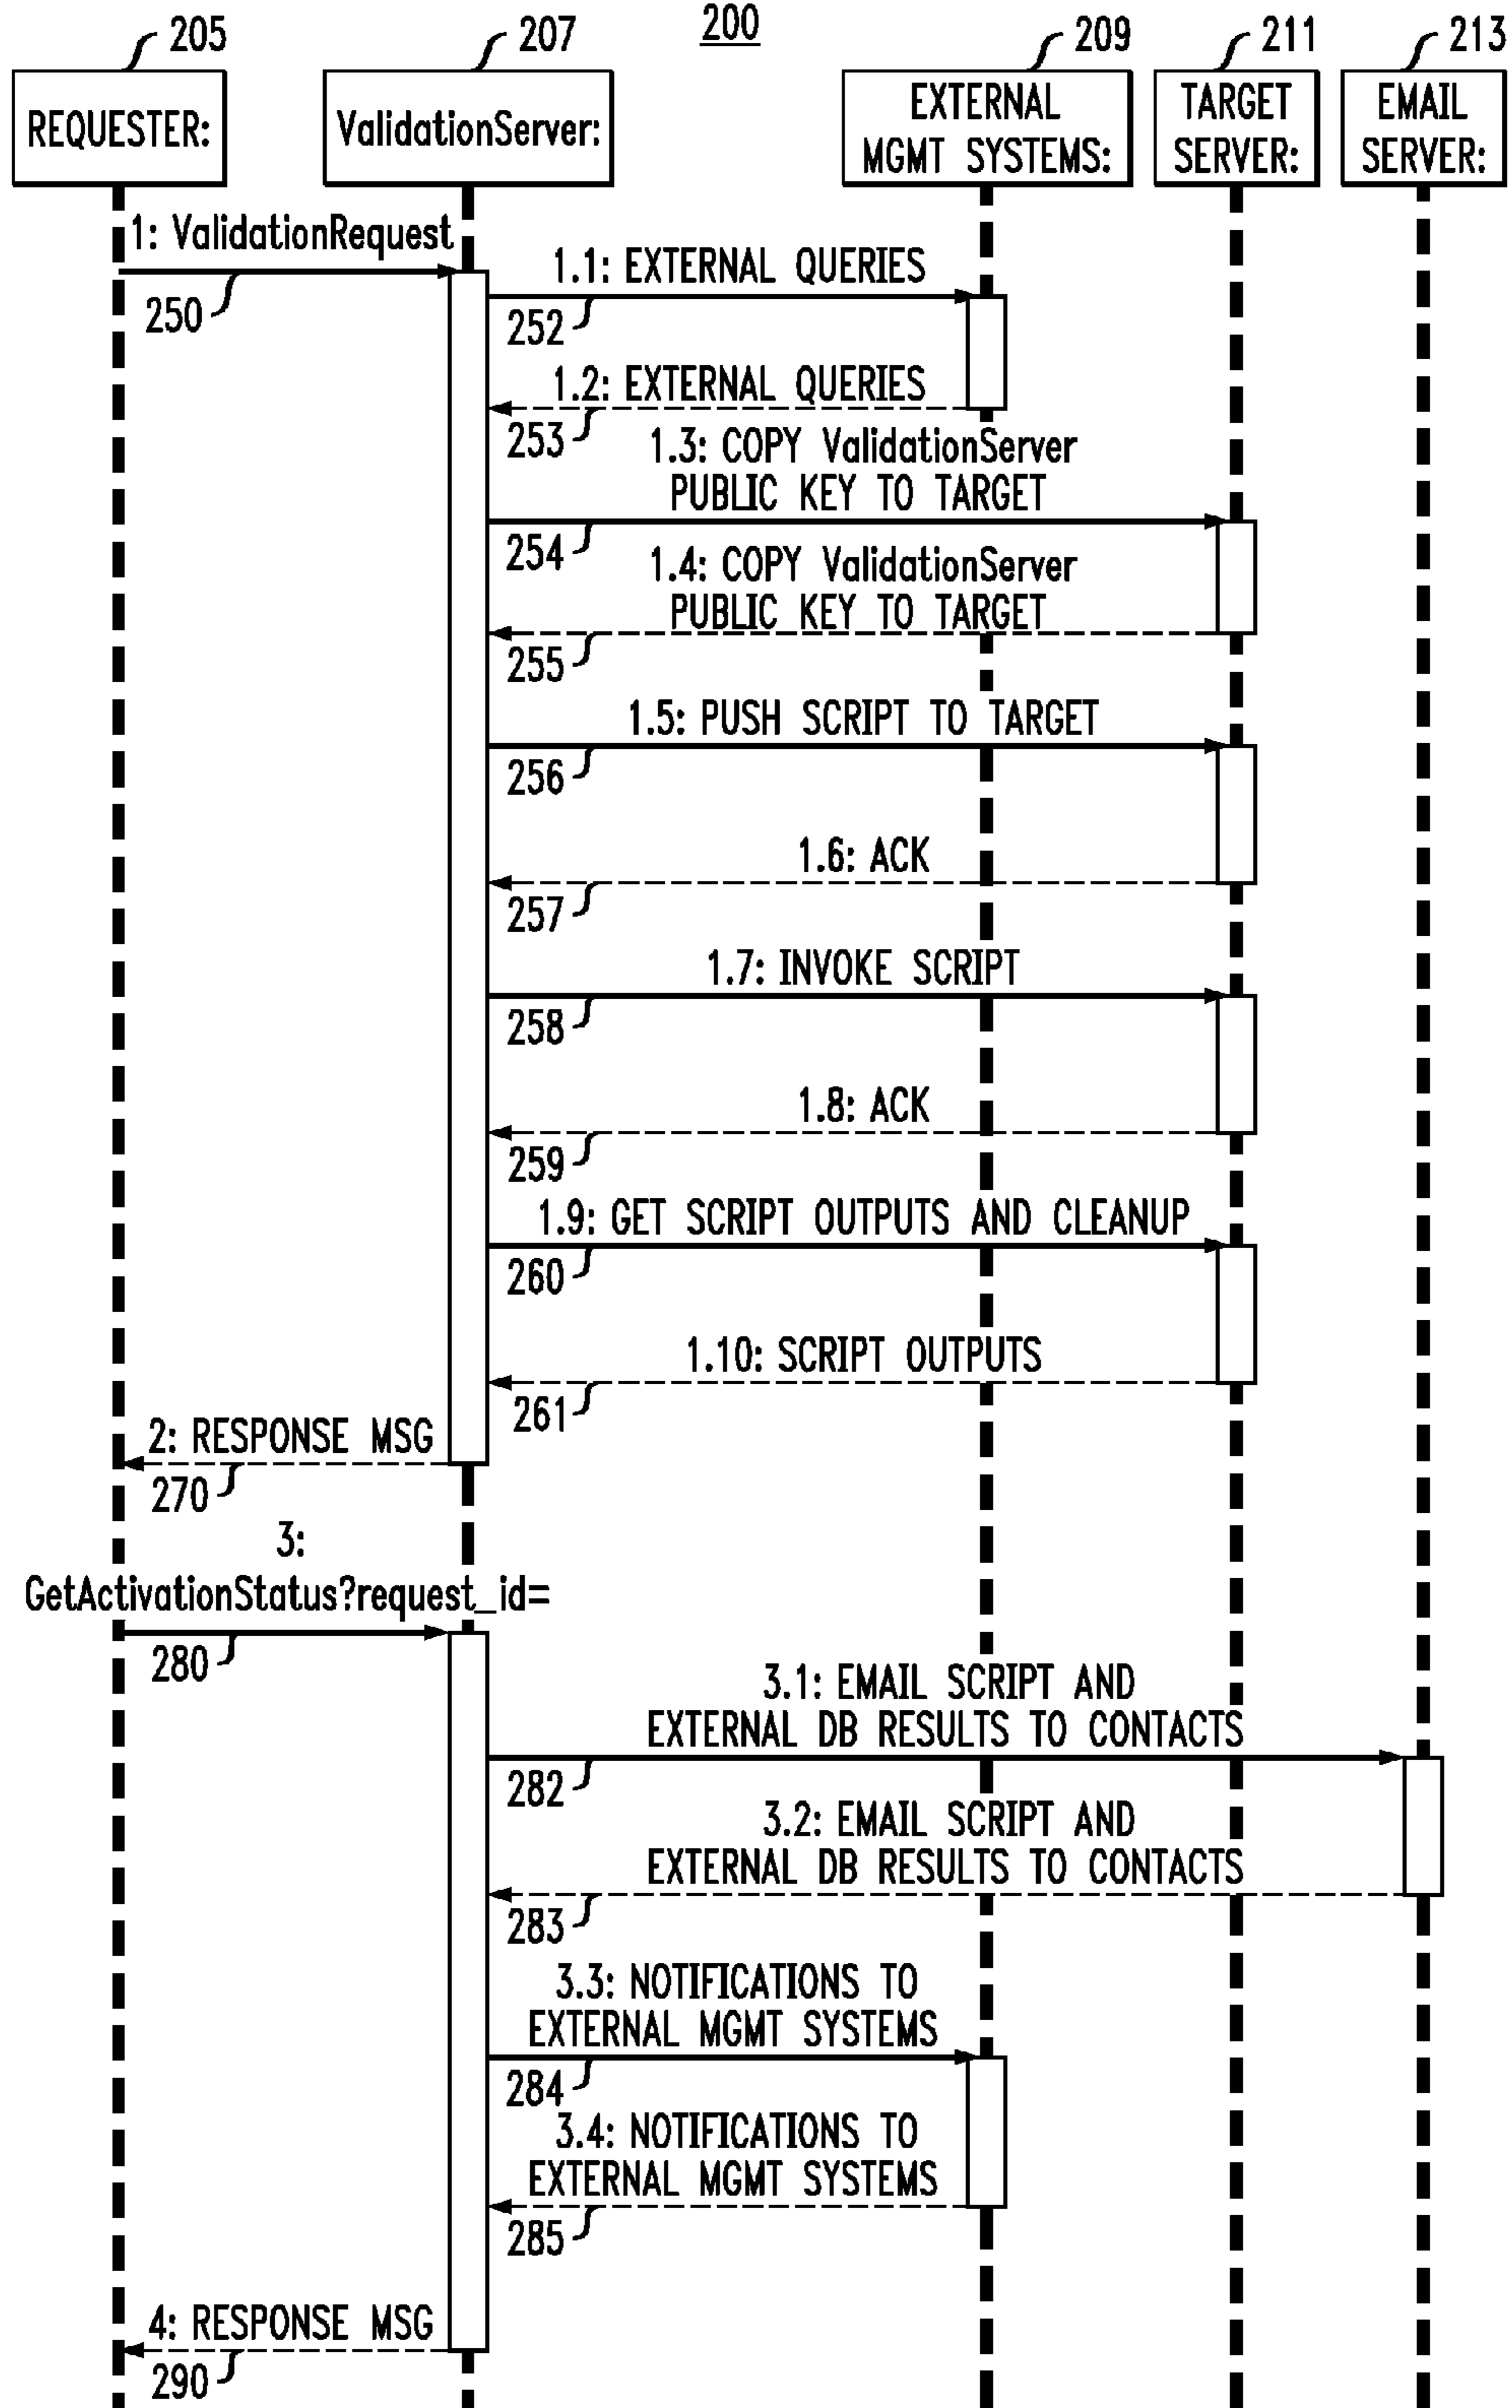 200
205
207
209
211
213
REQUESTER:
ValidationServer:
EXTERNAL
MGMT SYSTEMS:
TARGET
SERVER:
EMAIL
SERVER:
1: ValidationRequest
250
1.1: EXTERNAL QUERIES
252
1.2: EXTERNAL QUERIES
253
1.3: COPY ValidationServer
PUBLIC KEY TO TARGET
254
1.4: COPY ValidationServer
PUBLIC KEY TO TARGET
255
1.5: PUSH SCRIPT TO TARGET
256
1.6: ACK
257
1.7: INVOKE SCRIPT
258
1.8: ACK
259
1.9: GET SCRIPT OUTPUTS AND CLEANUP
260
1.10: SCRIPT OUTPUTS
261
2: RESPONSE MSG
270
3:
GetActivationStatus?request_id=
280
3.1: EMAIL SCRIPT AND
EXTERNAL DB RESULTS TO CONTACTS
282
3.2: EMAIL SCRIPT AND
EXTERNAL DB RESULTS TO CONTACTS
283
3.3: NOTIFICATIONS TO
EXTERNAL MGMT SYSTEMS
284
3.4: NOTIFICATIONS TO
EXTERNAL MGMT SYSTEMS
285
4: RESPONSE MSG
290